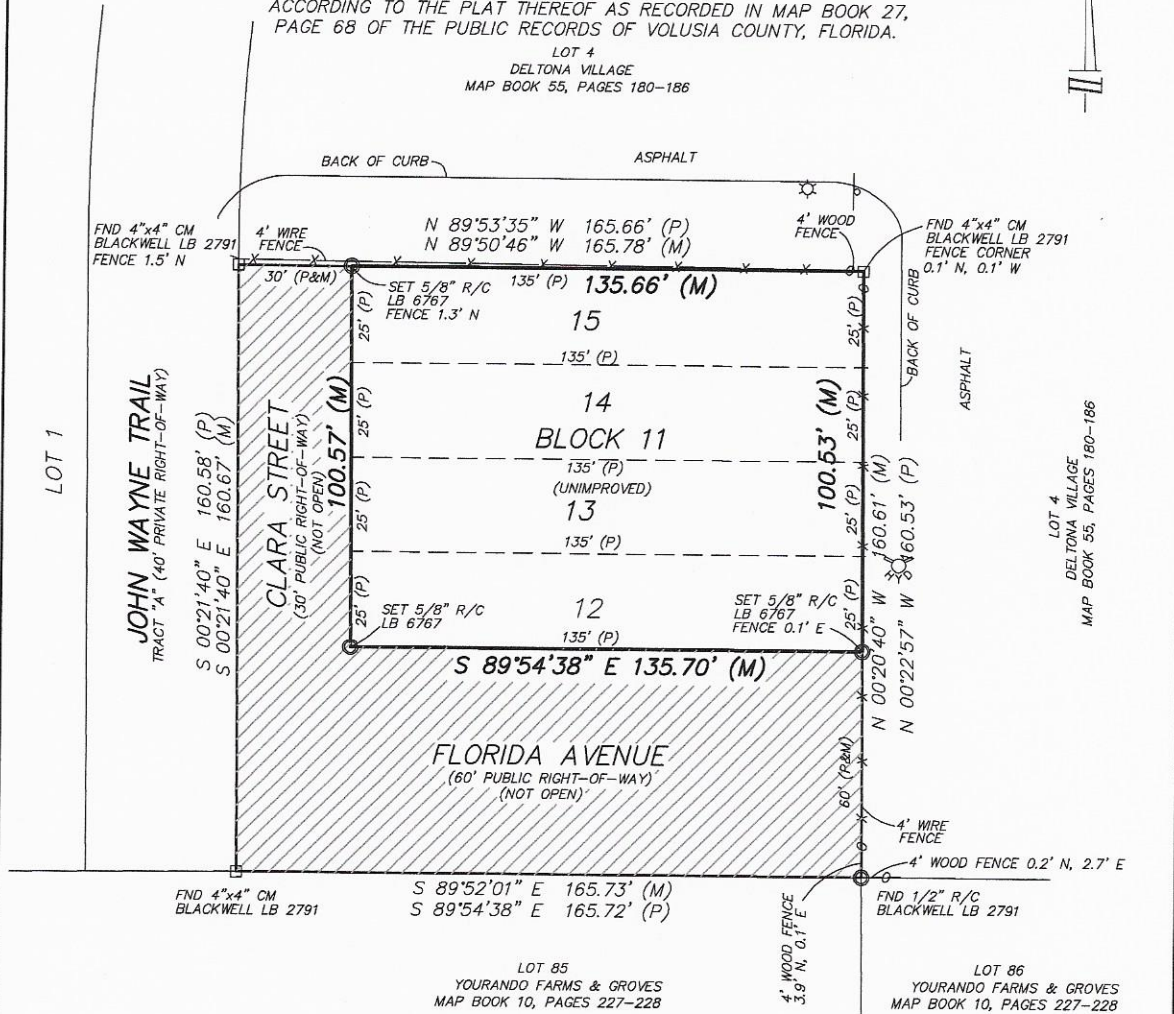 ACCORDING TO THE PLAT THEREOF AS RECORDED IN MAP BOOK 27,
PAGE 68 OF THE PUBLIC RECORDS OF VOLUSIA COUNTY, FLORIDA.
LOT 4
DELTONA VILLAGE
MAP BOOK 55, PAGES 180-186
BACK OF CURB
ASPHALT
FND 4"x4" CM
BLACKWELL LB 2791
FENCE 1.5' N
4' WIRE
FENCE
N 89°53'35" W 165.66' (P)
N 89°50'46" W 165.78' (M)
4' WOOD
FENCE
FND 4"x4" CM
BLACKWELL LB 2791
FENCE CORNER
0.1' N, 0.1' W
30' (P&M)
SET 5/8" R/C
LB 6767
FENCE 1.3' N
135' (P)
135.66' (M)
25' (P)
15
25' (P)
BACK OF CURB
ASPHALT
135' (P)
LOT 1
JOHN WAYNE TRAIL
TRACT "A" (40' PRIVATE RIGHT-OF-WAY)
S 00°21'40" E 160.58' (P)
S 00°21'40" E 160.67' (M)
CLARA STREET
(30' PUBLIC RIGHT-OF-WAY)
(NOT OPEN)
100.57' (M)
25' (P)
14
BLOCK 11
100.53' (M)
25' (P)
135' (P)
(UNIMPROVED)
25' (P)
13
25' (P)
135' (P)
N 00°20'40" W 160.61' (M)
N 00°22'57" W 160.53' (P)
LOT 4
DELTONA VILLAGE
MAP BOOK 55, PAGES 180-186
25' (P)
SET 5/8" R/C
LB 6767
12
135' (P)
SET 5/8" R/C
LB 6767
FENCE 0.1' E
25' (P)
S 89°54'38" E 135.70' (M)
FLORIDA AVENUE
(60' PUBLIC RIGHT-OF-WAY)
(NOT OPEN)
60' (P&M)
4' WIRE
FENCE
4' WOOD FENCE 0.2' N, 2.7' E
FND 4"x4" CM
BLACKWELL LB 2791
S 89°52'01" E 165.73' (M)
S 89°54'38" E 165.72' (P)
FND 1/2" R/C
BLACKWELL LB 2791
4' WOOD FENCE
3.9' N, 0.1' E
LOT 85
YOURANDO FARMS & GROVES
MAP BOOK 10, PAGES 227-228
LOT 86
YOURANDO FARMS & GROVES
MAP BOOK 10, PAGES 227-228